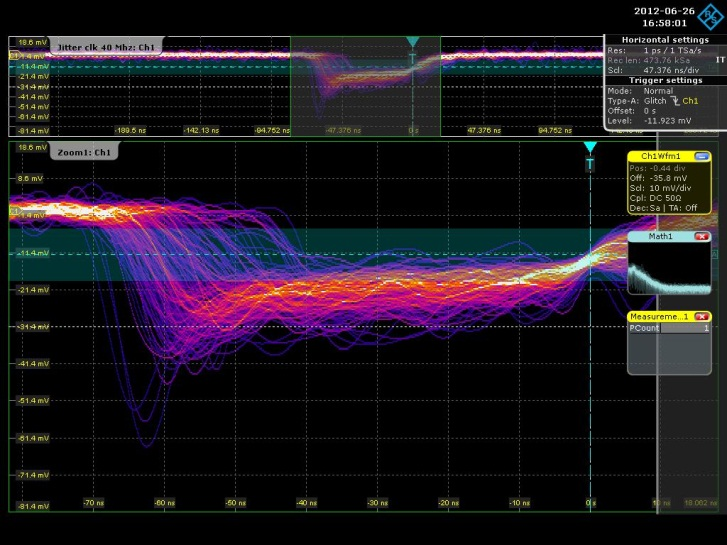 2012-06-26
16:58:01
Horizontal settings
Res: 1 ps / 1 TSa/s
Rec len: 473.76 kSa
Scl: 47.376 ns/div
Trigger settings
Mode: Normal
Type-A: Glitch Ch1
Offset: 0 s
Level: -11.923 mV
18.6 mV
Jitter clk 40 Mhz: Ch1
-11.4 mV
-21.4 mV
-31.4 mV
-41.4 mV
-51.4 mV
-61.4 mV
-81.4 mV
-189.5 ns
-142.13 ns
-94.752 ns
-47.376 ns
0 s
47.376 ns
94.752 ns
18.6 mV
Zoom1: Ch1
T
8.6 mV
-1.4 mV
-11.4 mV
-21.4 mV
-31.4 mV
-41.4 mV
-51.4 mV
-61.4 mV
-71.4 mV
-81.4 mV
-70 ns
-60 ns
-50 ns
-40 ns
-30 ns
-20 ns
-10 ns
0 s
10 ns
Ch1Wfm1
Pos: -0.44 div
Off: -35.8 mV
Scl: 10 mV/div
Cpl: DC 50Ω
Dec: Sa | TA: Off
Math1
Measureme...1
PCount 1